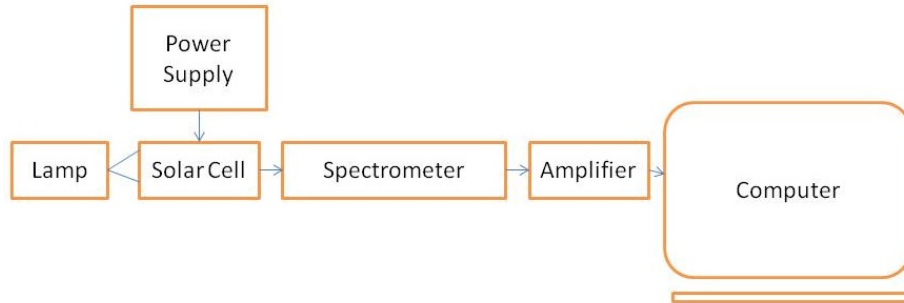 Power
Supply
Lamp
Solar Cell
Spectrometer
Amplifier
Computer